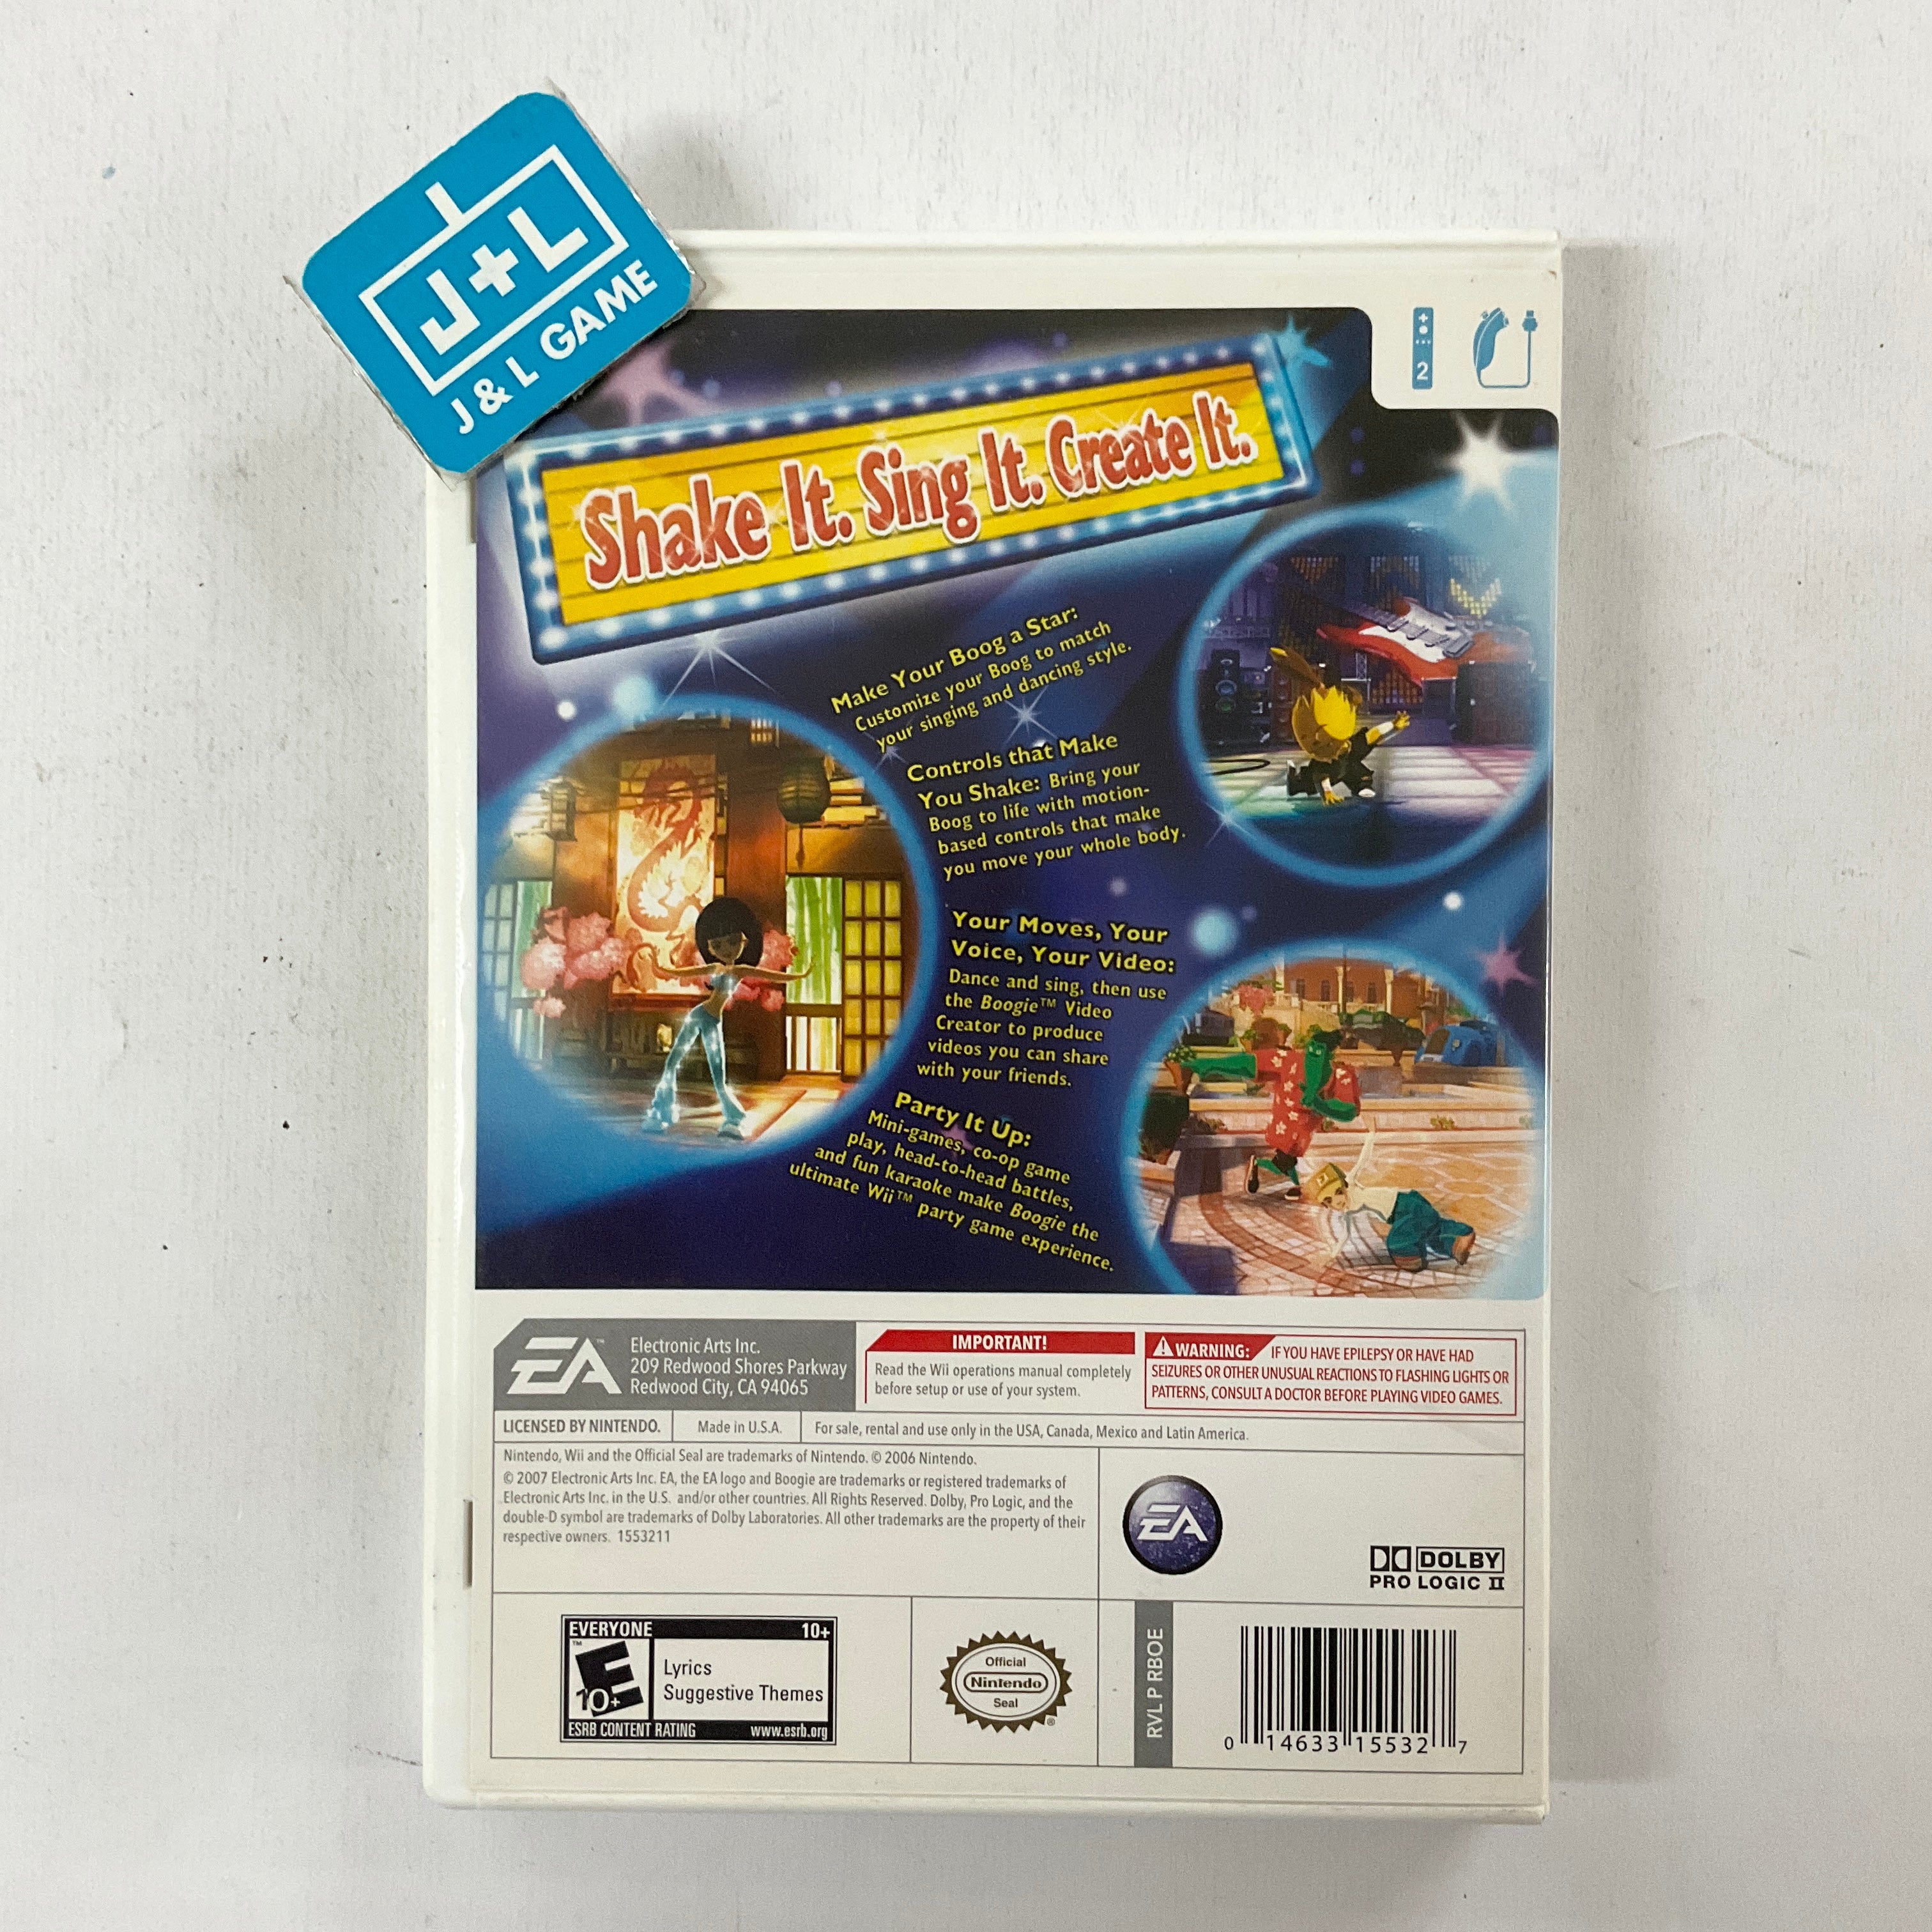 J+L
J & L GAME
2
Shake It. Sing It. Create It.
Make Your Boog a Star:
Customize your Boog to match
your singing and dancing style.
Controls that Make
You Shake: Bring your
Boog to life with motion-
based controls that make
you move your whole body.
Your Moves, Your
Voice, Your Video:
Dance and sing, then use
the Boogie™ Video
Creator to produce
videos you can share
with your friends.
Party It Up:
Mini-games, co-op game
play, head-to-head battles,
and fun karaoke make Boogie the
ultimate Wii™ party game experience.
EA™
Electronic Arts Inc.
209 Redwood Shores Parkway
Redwood City, CA 94065
IMPORTANT!
Read the Wii operations manual completely
before setup or use of your system.
WARNING: IF YOU HAVE EPILEPSY OR HAVE HAD
SEIZURES OR OTHER UNUSUAL REACTIONS TO FLASHING LIGHTS OR
PATTERNS, CONSULT A DOCTOR BEFORE PLAYING VIDEO GAMES.
LICENSED BY NINTENDO.
Made in U.S.A.
For sale, rental and use only in the USA, Canada, Mexico and Latin America.
Nintendo, Wii and the Official Seal are trademarks of Nintendo. © 2006 Nintendo.
© 2007 Electronic Arts Inc. EA, the EA logo and Boogie are trademarks or registered trademarks of
Electronic Arts Inc. in the U.S. and/or other countries. All Rights Reserved. Dolby, Pro Logic, and the
double-D symbol are trademarks of Dolby Laboratories. All other trademarks are the property of their
respective owners. 1553211
EA
DOLBY
PRO LOGIC II
EVERYONE 10+
E 10+ ™
Lyrics
Suggestive Themes
ESRB CONTENT RATING www.esrb.org
Official
Nintendo
Seal ®
RVL P RBOE
0 14633 15532 7